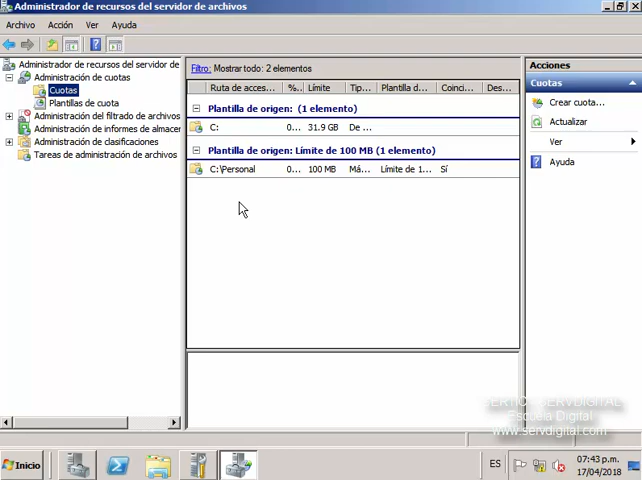 Administrador de recursos del servidor de archivos
Archivo Acción Ver Ayuda
Administrador de recursos del servidor de
Administración de cuotas
Cuotas
Plantillas de cuota
Administración del filtrado de archivos
Administración de informes de almacer
Administración de clasificaciones
Tareas de administración de archivos
Filtro: Mostrar todo: 2 elementos
Ruta de acces... %.. Límite Tip... Plantilla d... Coinci... Des...
Plantilla de origen: (1 elemento)
C: 0... 31.9 GB De ...
Plantilla de origen: Límite de 100 MB (1 elemento)
C:\Personal 0... 100 MB Má... Límite de 1... Sí
Acciones
Cuotas
Crear cuota...
Actualizar
Ver
Ayuda
Escuela Digital
www.servdigital.com
Inicio
ES
07:43 p.m.
17/04/2018